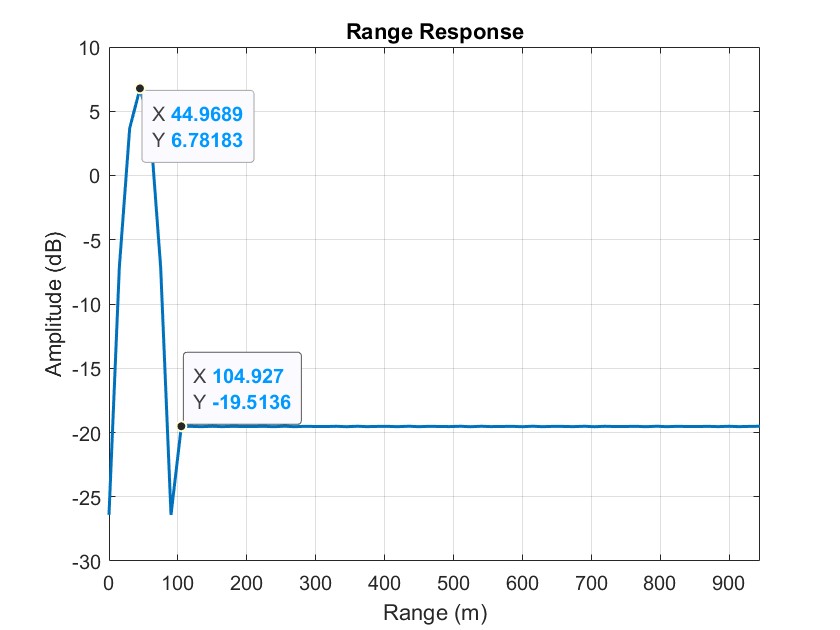 Range Response
Amplitude (dB)
10
5
0
-5
-10
-15
-20
-25
-30
X 44.9689
Y 6.78183
X 104.927
Y -19.5136
0 100 200 300 400 500 600 700 800 900
Range (m)